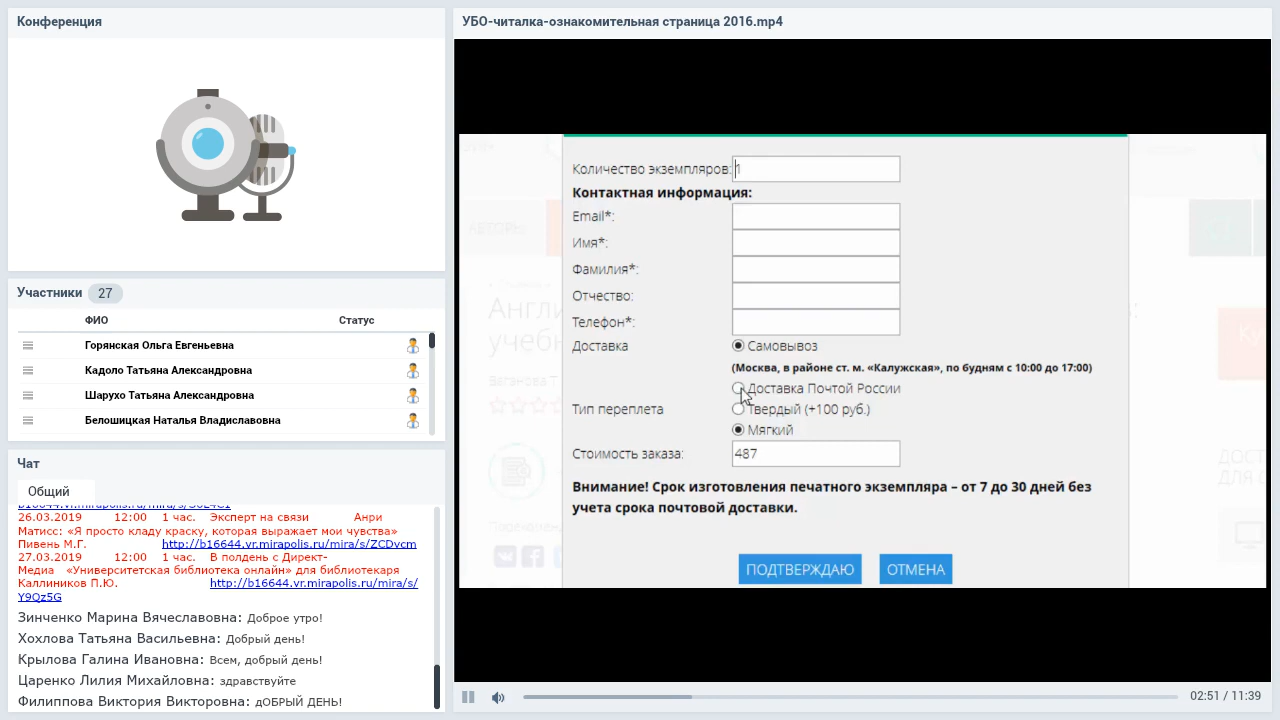 Конференция
Участники 27
ФИО Статус
Горянская Ольга Евгеньевна
Кадоло Татьяна Александровна
Шарухо Татьяна Александровна
Белошицкая Наталья Владиславовна
Чат
Общий
26.03.2019 12:00 1 час. Эксперт на связи Анри
Матисс: «Я просто кладу краску, которая выражает мои чувства»
Пивень М.Г. http://b16644.vr.mirapolis.ru/mira/s/ZCDvcm
27.03.2019 12:00 1 час. В полдень с Директ-
Медиа «Университетская библиотека онлайн» для библиотекаря
Каллиников П.Ю. http://b16644.vr.mirapolis.ru/mira/s/
Y9Qz5G
Зинченко Марина Вячеславовна: Доброе утро!
Хохлова Татьяна Васильевна: Добрый день!
Крылова Галина Ивановна: Всем, добрый день!
Царенко Лилия Михайловна: здравствуйте
Филиппова Виктория Викторовна: дОБРЫЙ ДЕНЬ!
УБО-читалка-ознакомительная страница 2016.mp4
Количество экземпляров: 1
Контактная информация:
Email*:
Имя*:
Фамилия*:
Отчество:
Телефон*:
Доставка Самовывоз
(Москва, в районе ст. м. «Калужская», по будням с 10:00 до 17:00)
Доставка Почтой России
Тип переплета Твердый (+100 руб.)
Мягкий
Стоимость заказа: 487
Внимание! Срок изготовления печатного экземпляра – от 7 до 30 дней без
учета срока почтовой доставки.
ПОДТВЕРЖДАЮ ОТМЕНА
АВТОРЫ
Англи
учебн
02:51 / 11:39